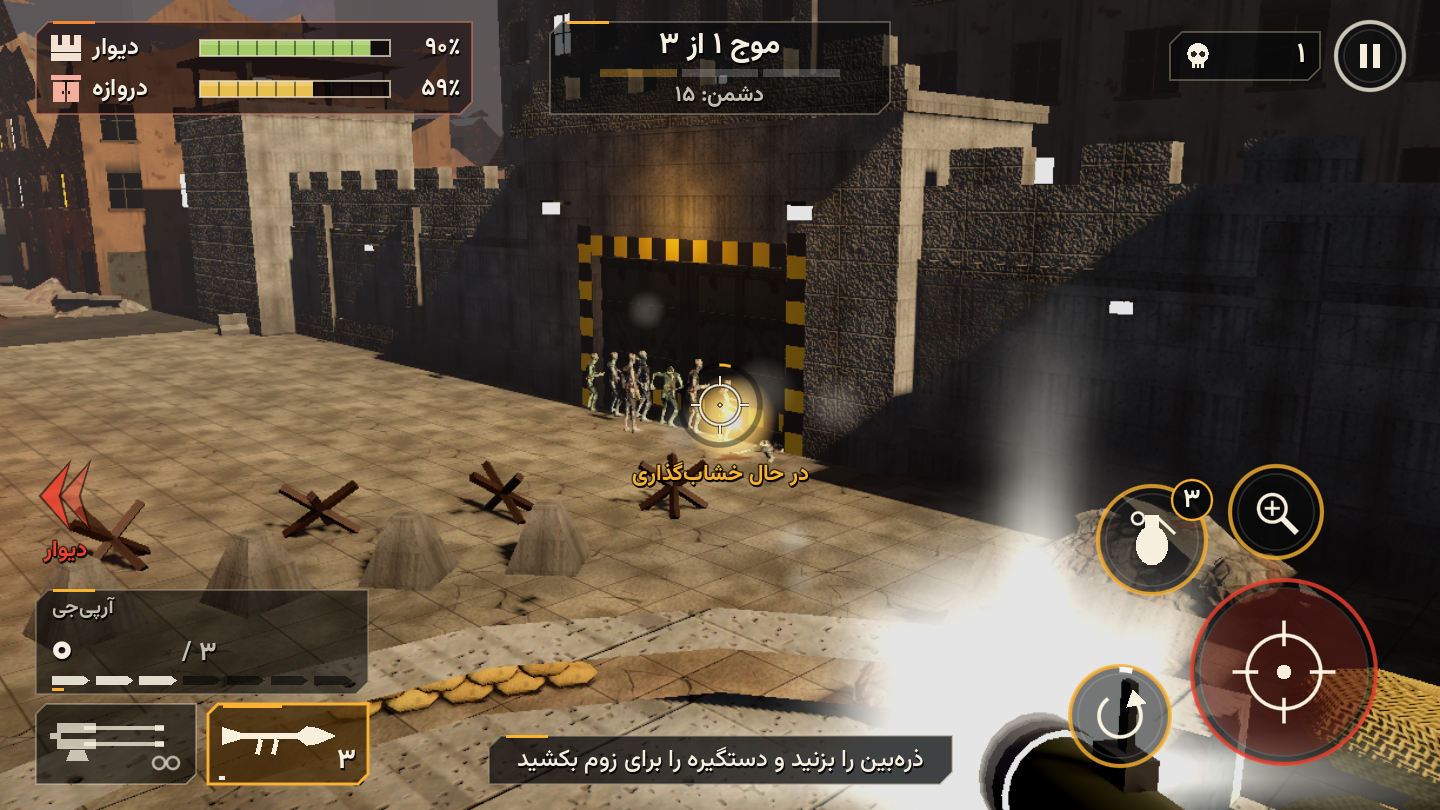 دیوار ۹۰٪
دروازه ۵۹٪
موج ۱ از ۳
دشمن: ۱۵
۱
در حال خشاب‌گذاری
دیوار
۳
آرپی‌جی
۰ / ۳
∞
۳
ذره‌بین را بزنید و دستگیره را برای زوم بکشید